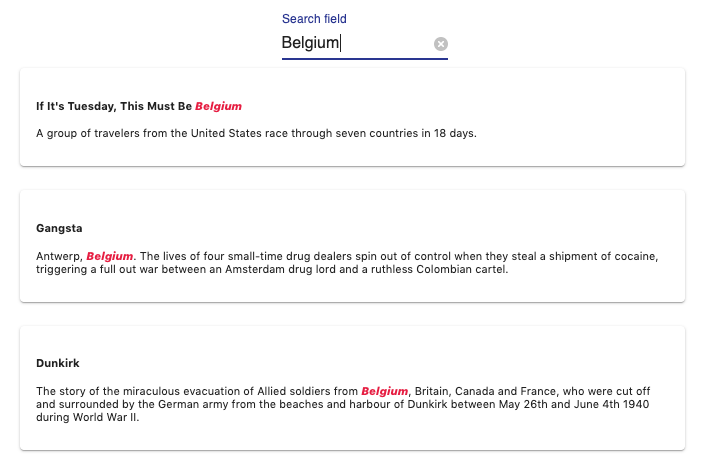 Search field
Belgium
If It's Tuesday, This Must Be Belgium
A group of travelers from the United States race through seven countries in 18 days.
Gangsta
Antwerp, Belgium. The lives of four small-time drug dealers spin out of control when they steal a shipment of cocaine,
triggering a full out war between an Amsterdam drug lord and a ruthless Colombian cartel.
Dunkirk
The story of the miraculous evacuation of Allied soldiers from Belgium, Britain, Canada and France, who were cut off
and surrounded by the German army from the beaches and harbour of Dunkirk between May 26th and June 4th 1940
during World War II.